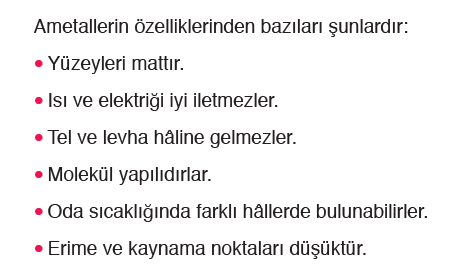 Ametallerin özelliklerinden bazıları şunlardır:
• Yüzeyleri mattır.
• Isı ve elektriği iyi iletmezler.
• Tel ve levha hâline gelmezler.
• Molekül yapılıdırlar.
• Oda sıcaklığında farklı hâllerde bulunabilirler.
• Erime ve kaynama noktaları düşüktür.